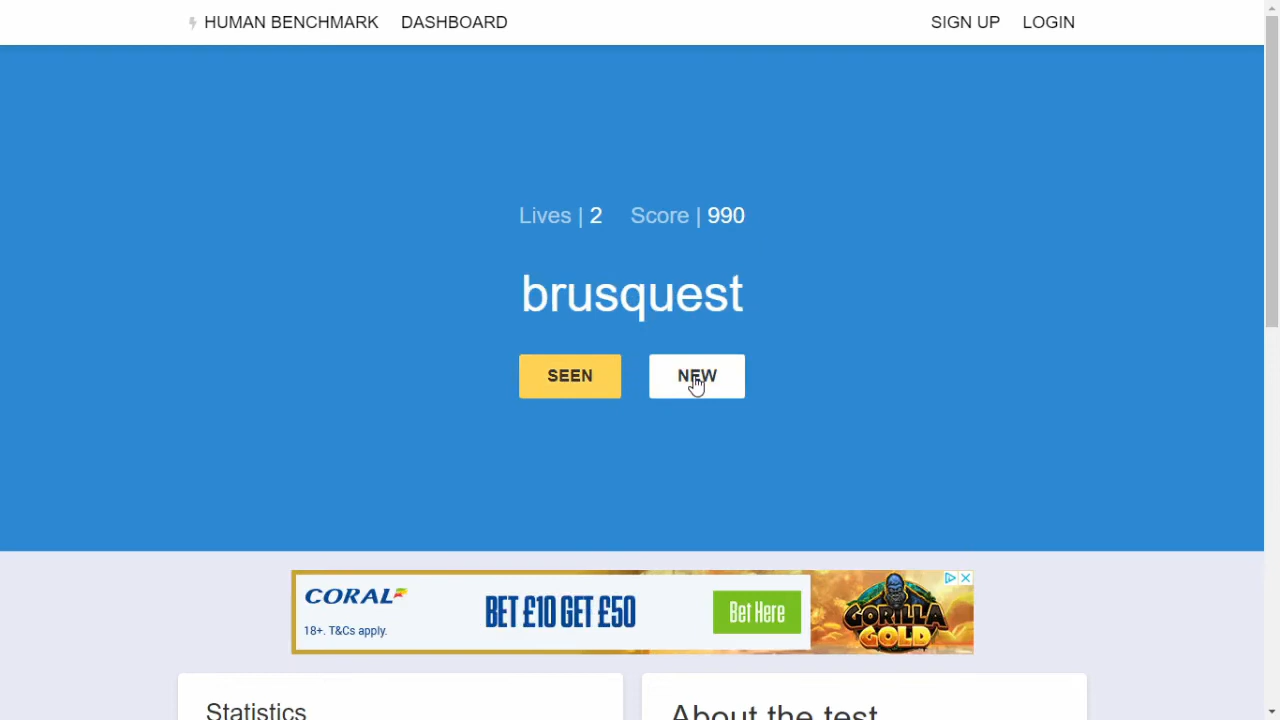 HUMAN BENCHMARK DASHBOARD SIGN UP LOGIN
Lives | 2 Score | 990
brusquest
SEEN NEW
CORAL
18+. T&Cs apply.
BET £10 GET £50
Bet Here
GORILLA
GOLD
Statistics
About the test